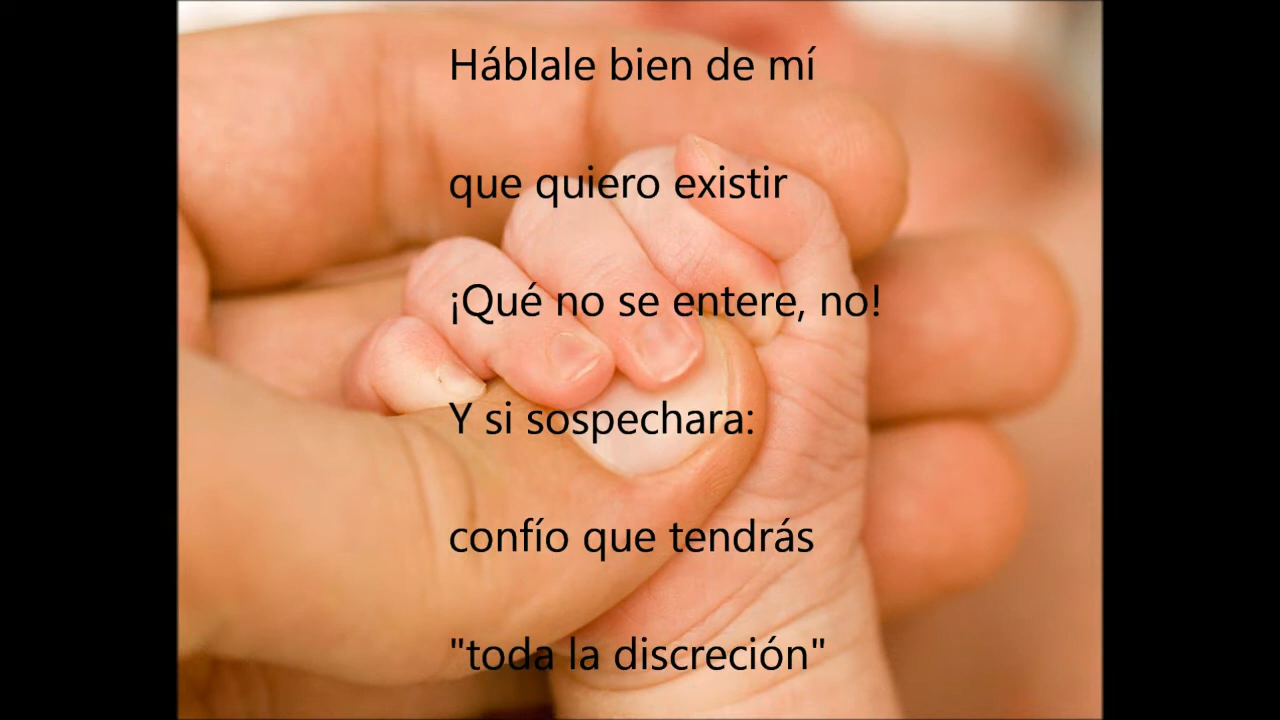 Háblale bien de mí
que quiero existir
¡Qué no se entere, no!
Y si sospechara:
confío que tendrás
"toda la discreción"